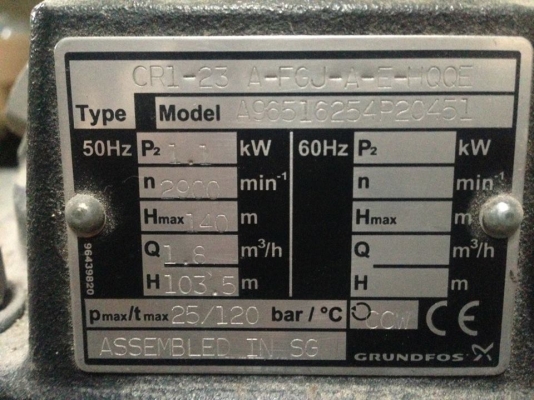 CR1-23 A-FGJ-A-E-HQQE
Type Model A96516254P20451
50Hz P2 1.1 kW 60Hz P2 kW
n 2900 min-1 n min-1
Hmax 140 m Hmax m
Q 1.8 m³/h Q m³/h
H 103.5 m H m
96439820
pmax/tmax 25/120 bar / °C CCW CE
ASSEMBLED IN SG GRUNDFOS